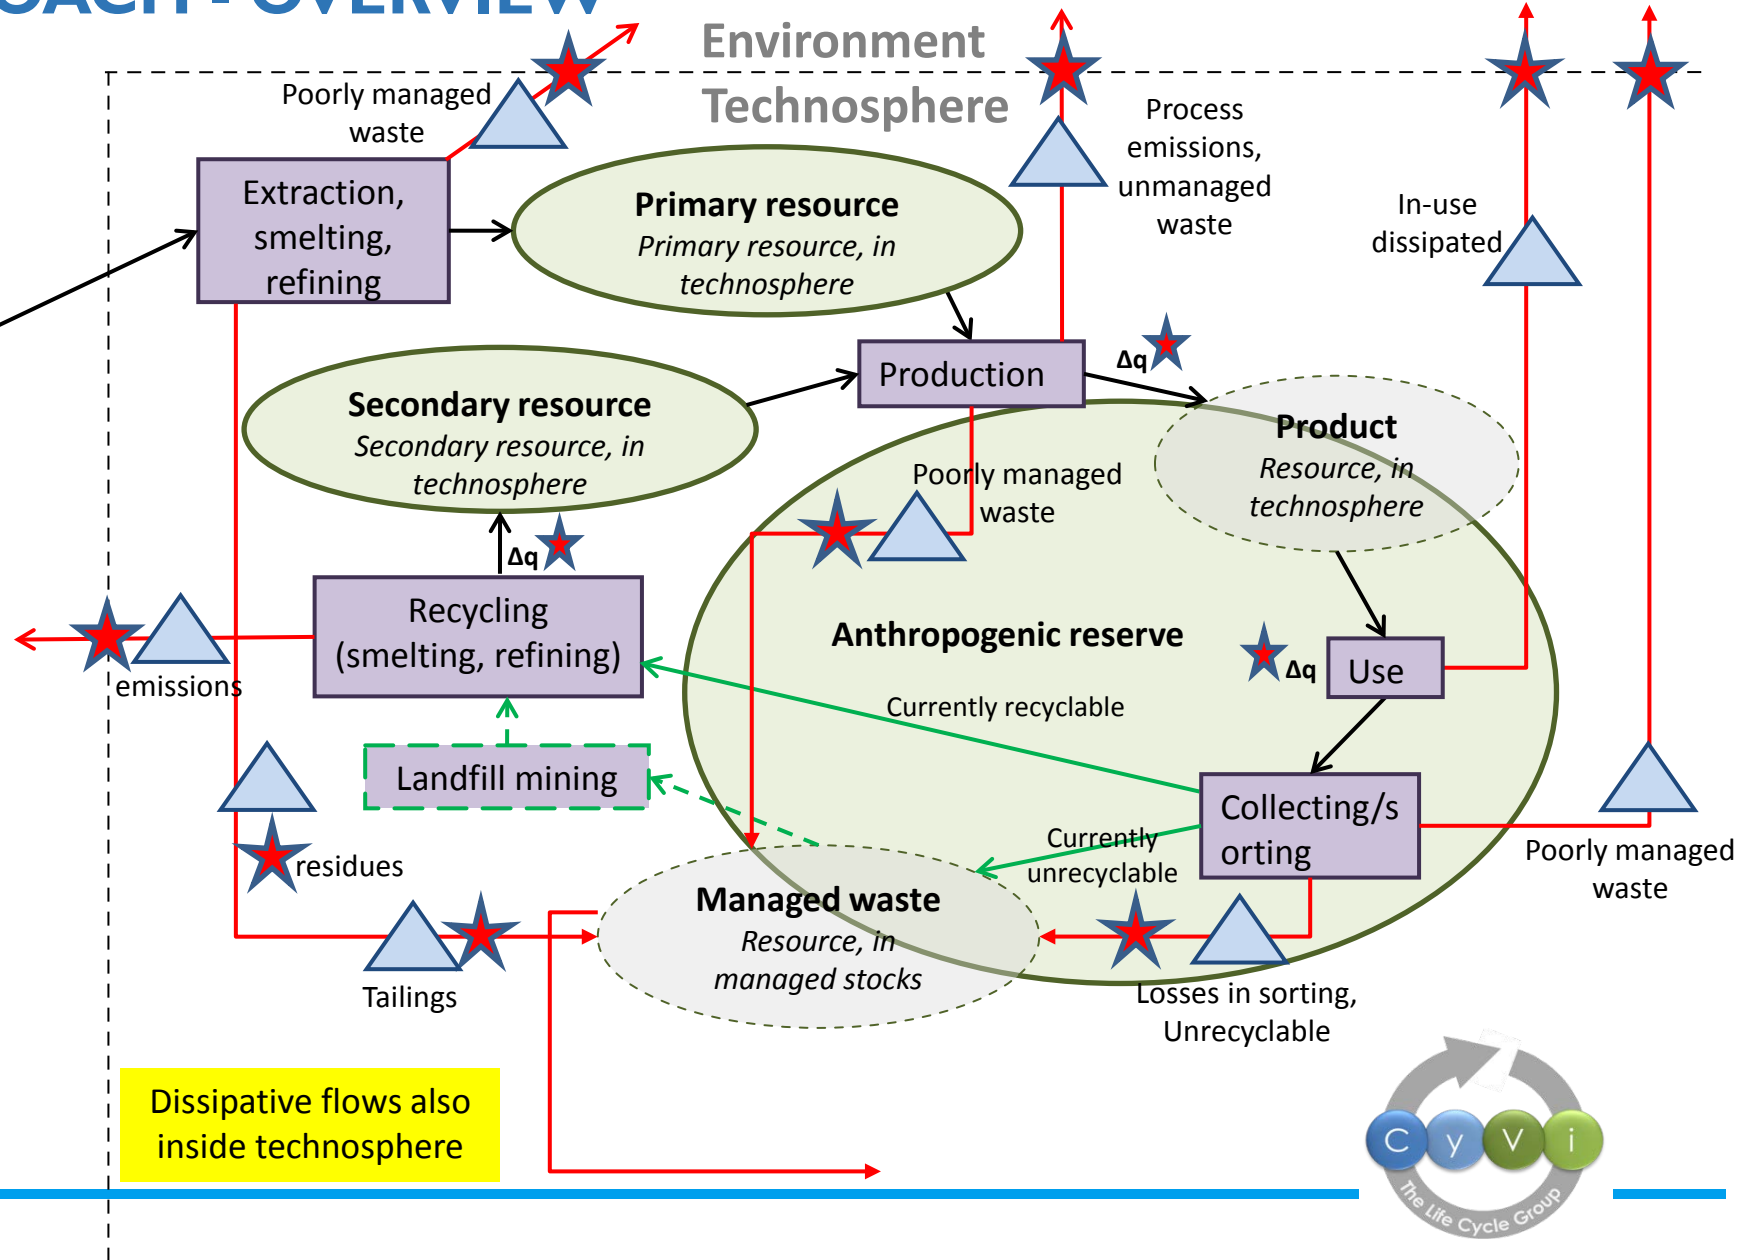 OACH - OVERVIEW
Environment
Technosphere
Poorly managed
waste
Process
emissions,
unmanaged
waste
In-use
dissipated
Extraction,
smelting,
refining
Primary resource
Primary resource, in
technosphere
Production
Δq
Secondary resource
Secondary resource, in
technosphere
Product
Resource, in
technosphere
Poorly managed
waste
Δq
Recycling
(smelting, refining)
emissions
Anthropogenic reserve
Δq
Use
Currently recyclable
Landfill mining
Collecting/s
orting
Currently
unrecyclable
Poorly managed
waste
residues
Managed waste
Resource, in
managed stocks
Tailings
Losses in sorting,
Unrecyclable
Dissipative flows also
inside technosphere
C y V i
The Life Cycle Group